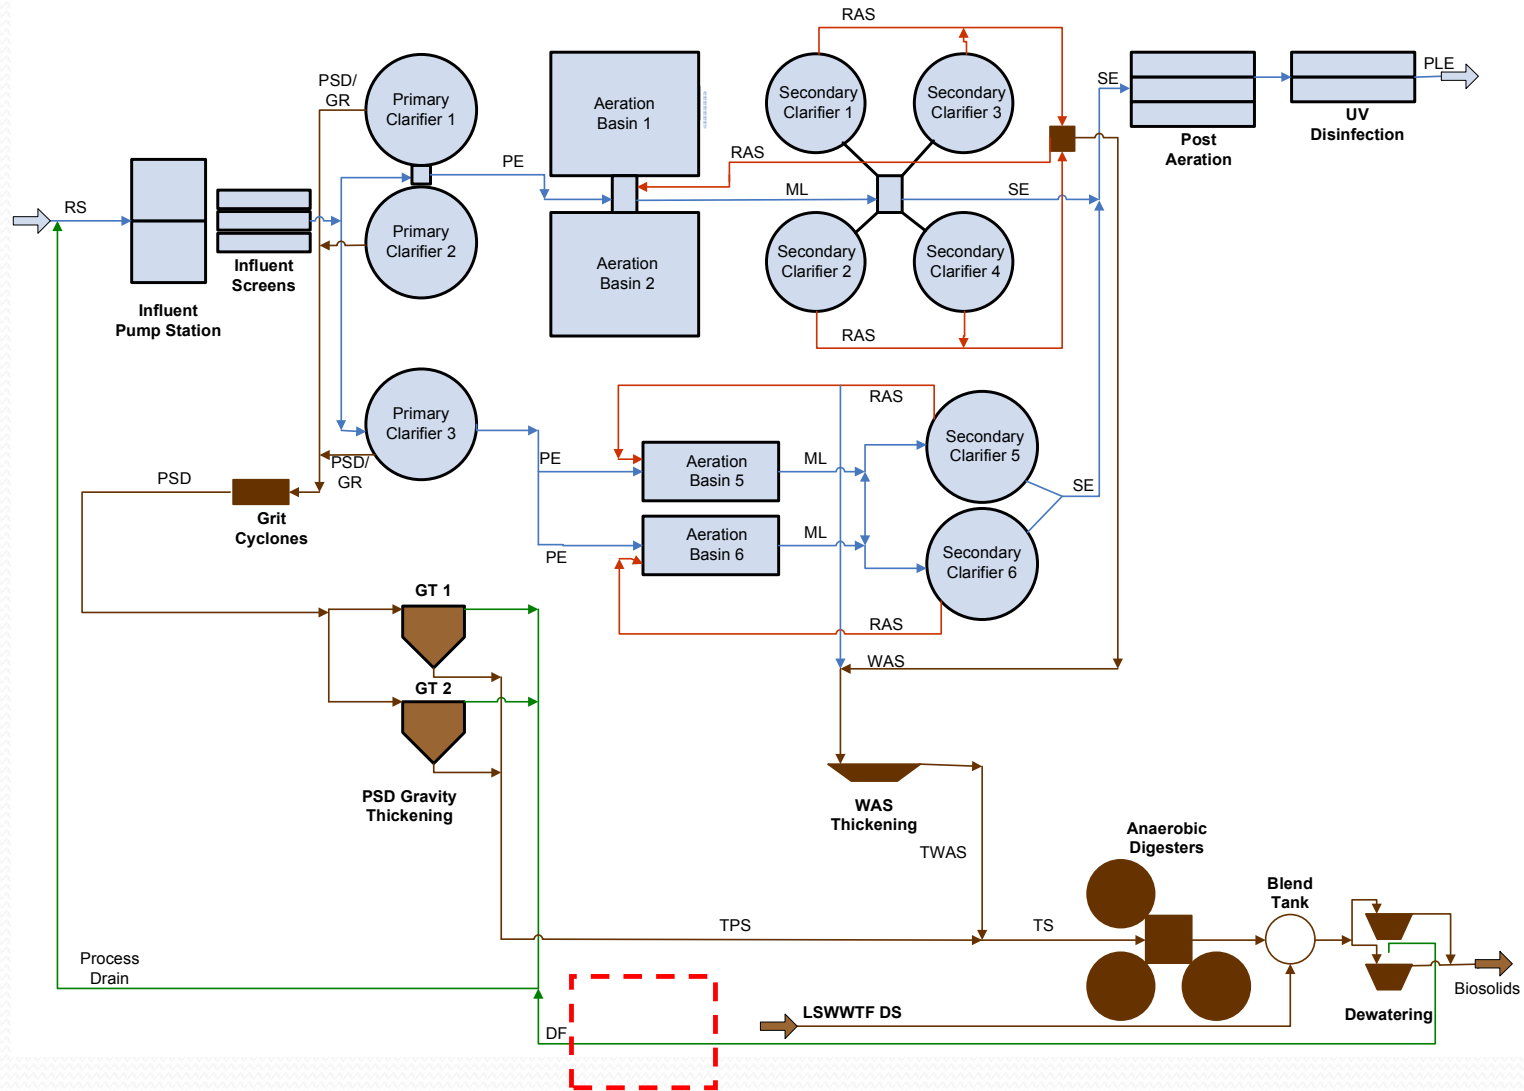 RAS
PSD/
GR
Primary
Clarifier 1
Aeration
Basin 1
Secondary
Clarifier 1
Secondary
Clarifier 3
SE
PLE
Post
Aeration
UV
Disinfection
RAS
PE
ML
SE
RS
Primary
Clarifier 2
Aeration
Basin 2
Secondary
Clarifier 2
Secondary
Clarifier 4
Influent
Screens
Influent
Pump Station
RAS
RAS
Primary
Clarifier 3
PE
PSD/
GR
Aeration
Basin 5
ML
Secondary
Clarifier 5
SE
PSD
Grit
Cyclones
PE
Aeration
Basin 6
ML
Secondary
Clarifier 6
GT 1
RAS
WAS
GT 2
PSD Gravity
Thickening
WAS
Thickening
TWAS
Anaerobic
Digesters
Blend
Tank
TPS
TS
Process
Drain
Biosolids
LSWWTF DS
Dewatering
DF